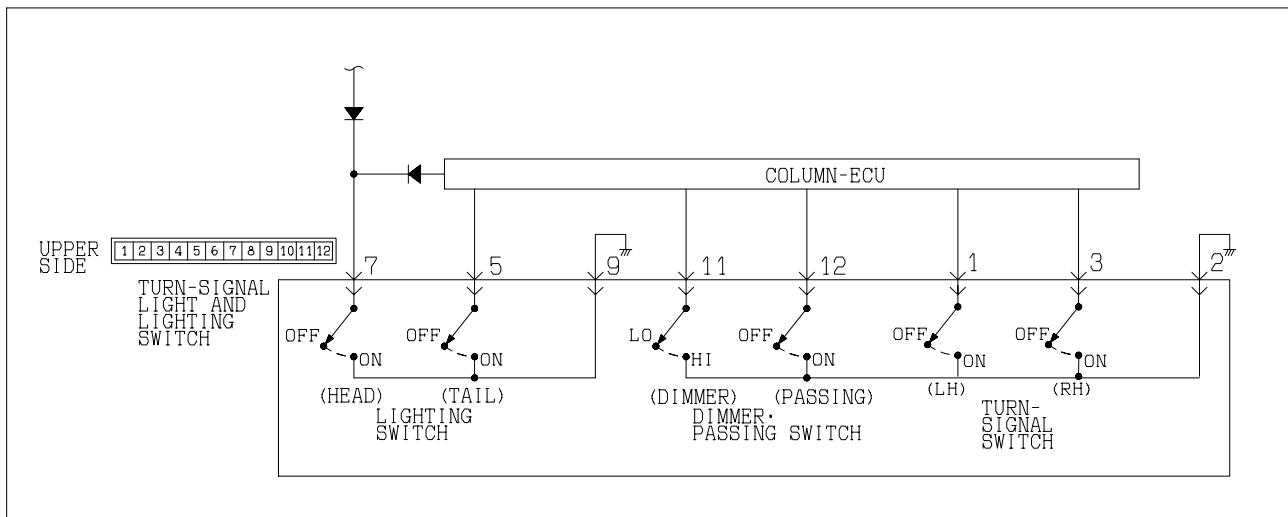 COLUMN-ECU
UPPER
SIDE
1 2 3 4 5 6 7 8 9 10 11 12
7 5 9 11 12 1 3 2
TURN-SIGNAL
LIGHT AND
LIGHTING
SWITCH
OFF OFF LO OFF OFF OFF
ON ON HI ON ON ON
(HEAD) (TAIL) (DIMMER) (PASSING) (LH) (RH)
LIGHTING
SWITCH
DIMMER·
PASSING SWITCH
TURN-
SIGNAL
SWITCH